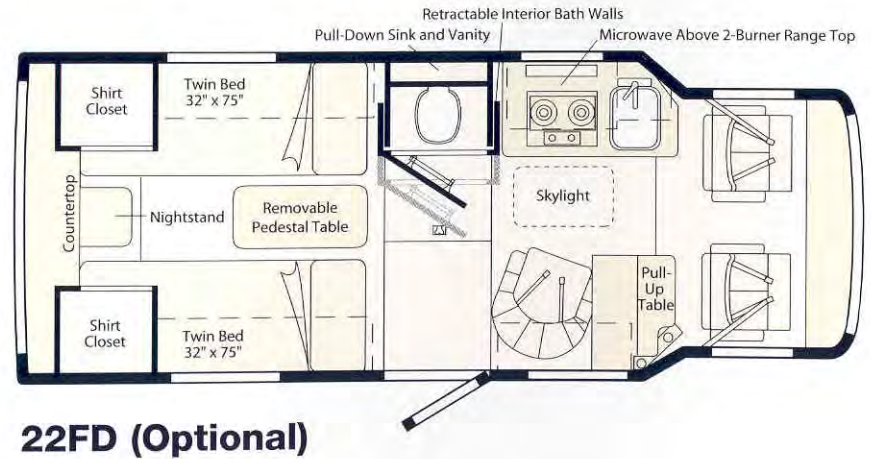 Retractable Interior Bath Walls
Pull-Down Sink and Vanity
Microwave Above 2-Burner Range Top
Shirt
Closet
Twin Bed
32" x 75"
Countertop
Nightstand
Removable
Pedestal Table
Skylight
Pull-
Up
Table
Shirt
Closet
Twin Bed
32" x 75"
22FD (Optional)